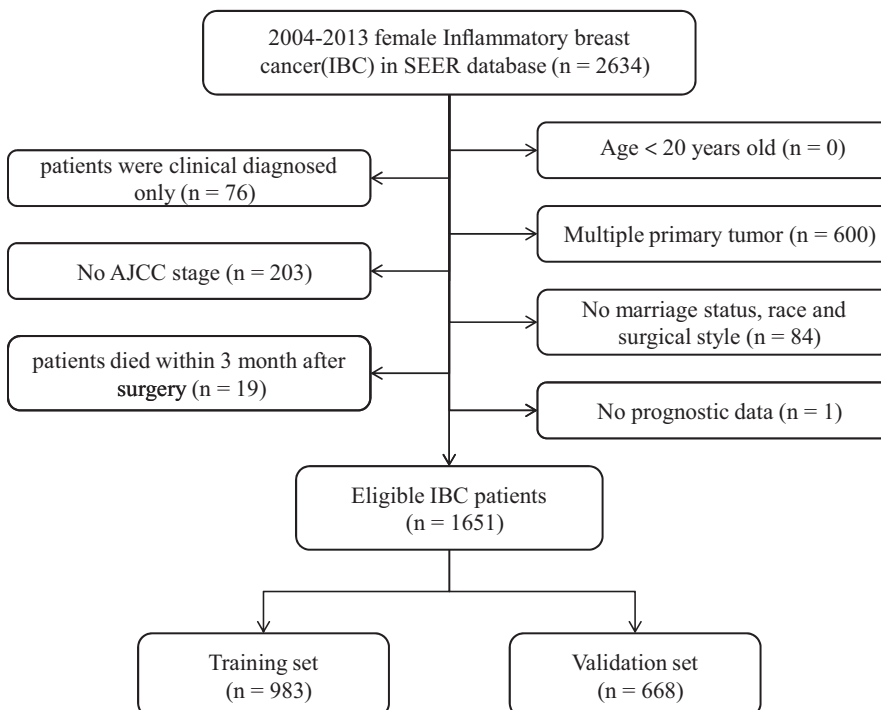 2004-2013 female Inflammatory breast
cancer(IBC) in SEER database (n = 2634)
Age < 20 years old (n = 0)
patients were clinical diagnosed
only (n = 76)
Multiple primary tumor (n = 600)
No AJCC stage (n = 203)
No marriage status, race and
surgical style (n = 84)
patients died within 3 month after
surgery (n = 19)
No prognostic data (n = 1)
Eligible IBC patients
(n = 1651)
Training set
(n = 983)
Validation set
(n = 668)